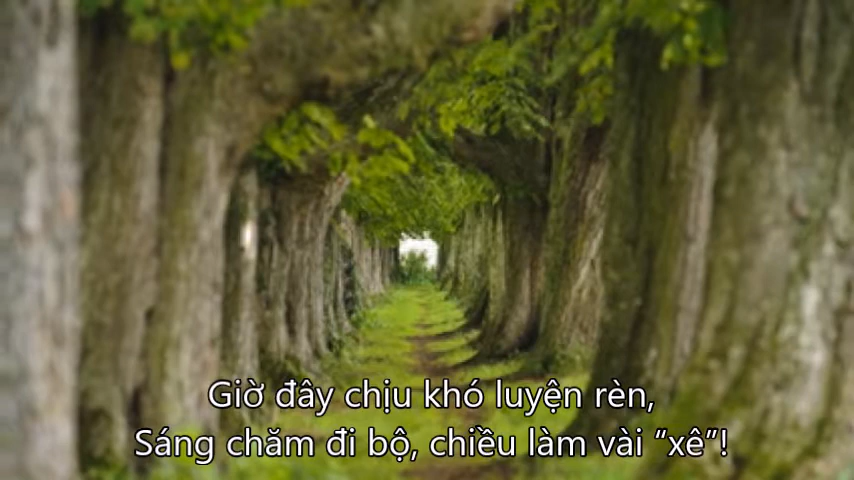 Giờ đây chịu khó luyện rèn,
Sáng chăm đi bộ, chiều làm vài “xê”!